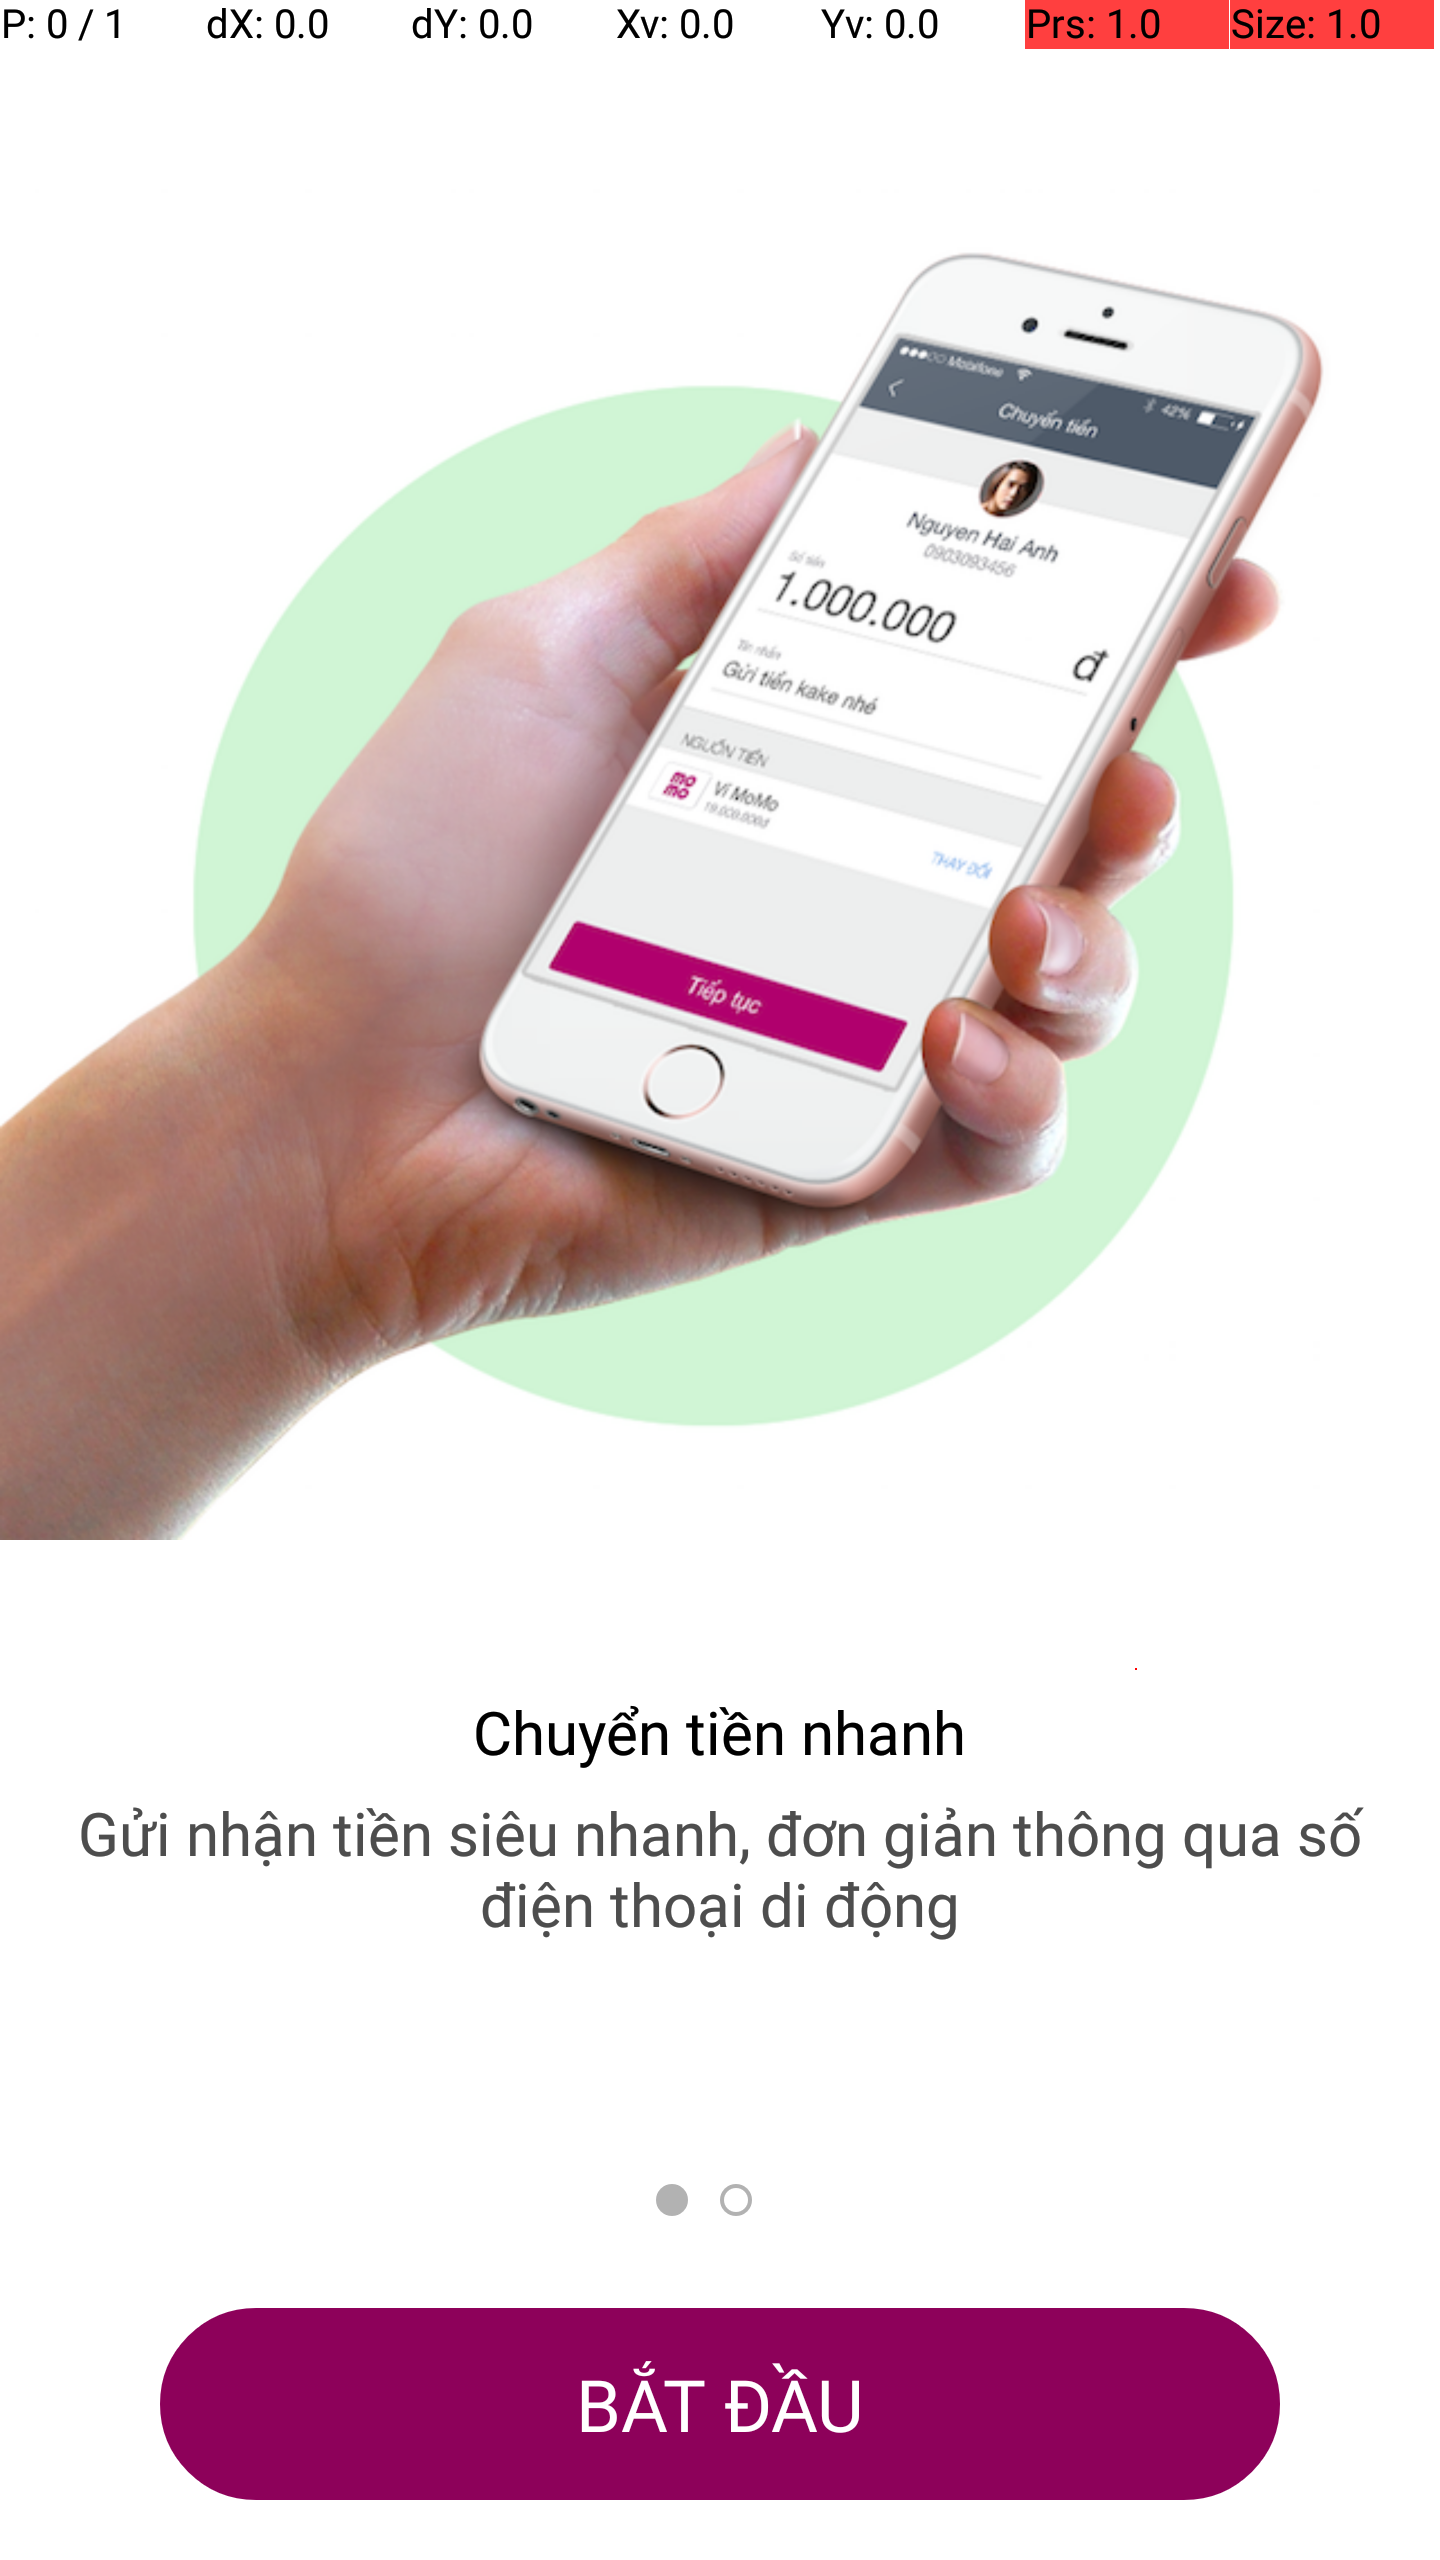 P: 0 / 1 dX: 0.0 dY: 0.0 Xv: 0.0 Yv: 0.0 Prs: 1.0 Size: 1.0
Mobifone 42%
Chuyển tiền
Nguyen Hai Anh
0903093456
Số tiền
1.000.000 đ
Tin nhắn
Gửi tiền kake nhé
NGUỒN TIỀN
mo
mo
Ví MoMo
19.000.000đ
THAY ĐỔI
Tiếp tục
Chuyển tiền nhanh
Gửi nhận tiền siêu nhanh, đơn giản thông qua số
điện thoại di động
BẮT ĐẦU